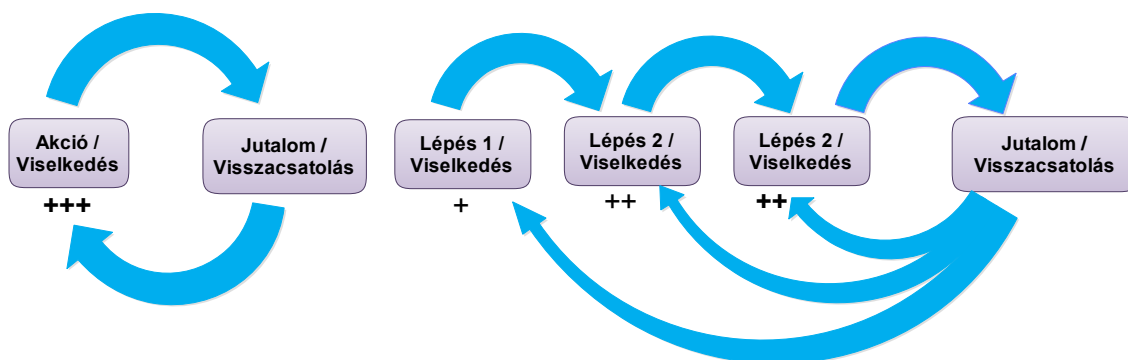 Akció /
Viselkedés
+++
Jutalom /
Visszacsatolás
Lépés 1 /
Viselkedés
+
Lépés 2 /
Viselkedés
++
Lépés 2 /
Viselkedés
++
Jutalom /
Visszacsatolás